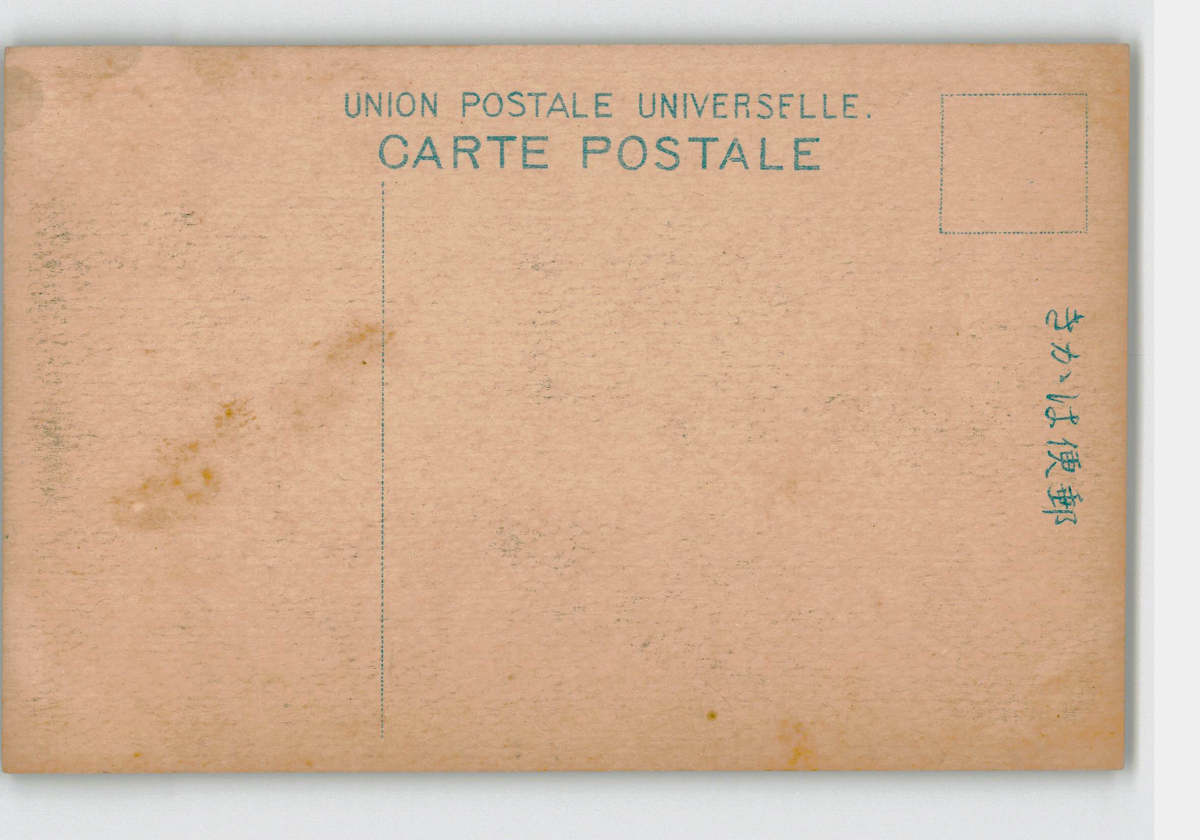 UNION POSTALE UNIVERSELLE.
CARTE POSTALE
郵便はがき